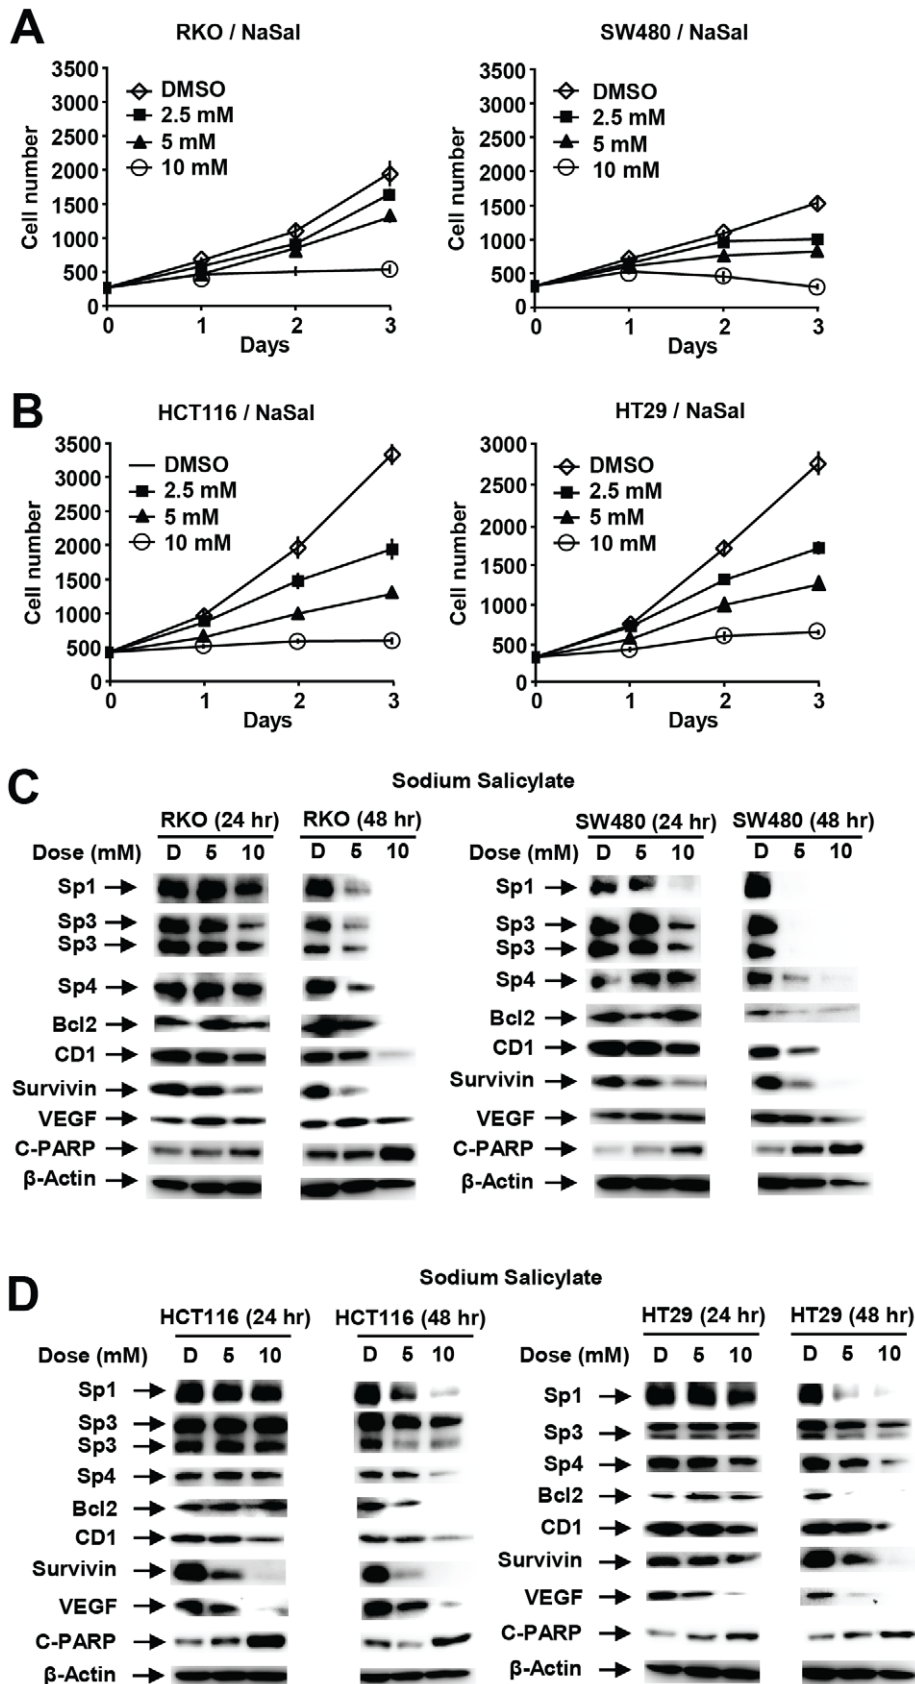 A
RKO / NaSal
SW480 / NaSal
3500
3000
2500
2000
1500
1000
500
0
Cell number
DMSO
2.5 mM
5 mM
10 mM
0 1 2 3
Days
3500
3000
2500
2000
1500
1000
500
0
Cell number
DMSO
2.5 mM
5 mM
10 mM
0 1 2 3
Days
B
HCT116 / NaSal
HT29 / NaSal
3500
3000
2500
2000
1500
1000
500
0
Cell number
DMSO
2.5 mM
5 mM
10 mM
0 1 2 3
Days
3000
2500
2000
1500
1000
500
0
Cell number
DMSO
2.5 mM
5 mM
10 mM
0 1 2 3
Days
C
Sodium Salicylate
RKO (24 hr) RKO (48 hr)
Dose (mM) D 5 10 D 5 10
Sp1
Sp3
Sp3
Sp4
Bcl2
CD1
Survivin
VEGF
C-PARP
β-Actin
SW480 (24 hr) SW480 (48 hr)
Dose (mM) D 5 10 D 5 10
Sp1
Sp3
Sp3
Sp4
Bcl2
CD1
Survivin
VEGF
C-PARP
β-Actin
D
Sodium Salicylate
HCT116 (24 hr) HCT116 (48 hr)
Dose (mM) D 5 10 D 5 10
Sp1
Sp3
Sp3
Sp4
Bcl2
CD1
Survivin
VEGF
C-PARP
β-Actin
HT29 (24 hr) HT29 (48 hr)
Dose (mM) D 5 10 D 5 10
Sp1
Sp3
Sp4
Bcl2
CD1
Survivin
VEGF
C-PARP
β-Actin